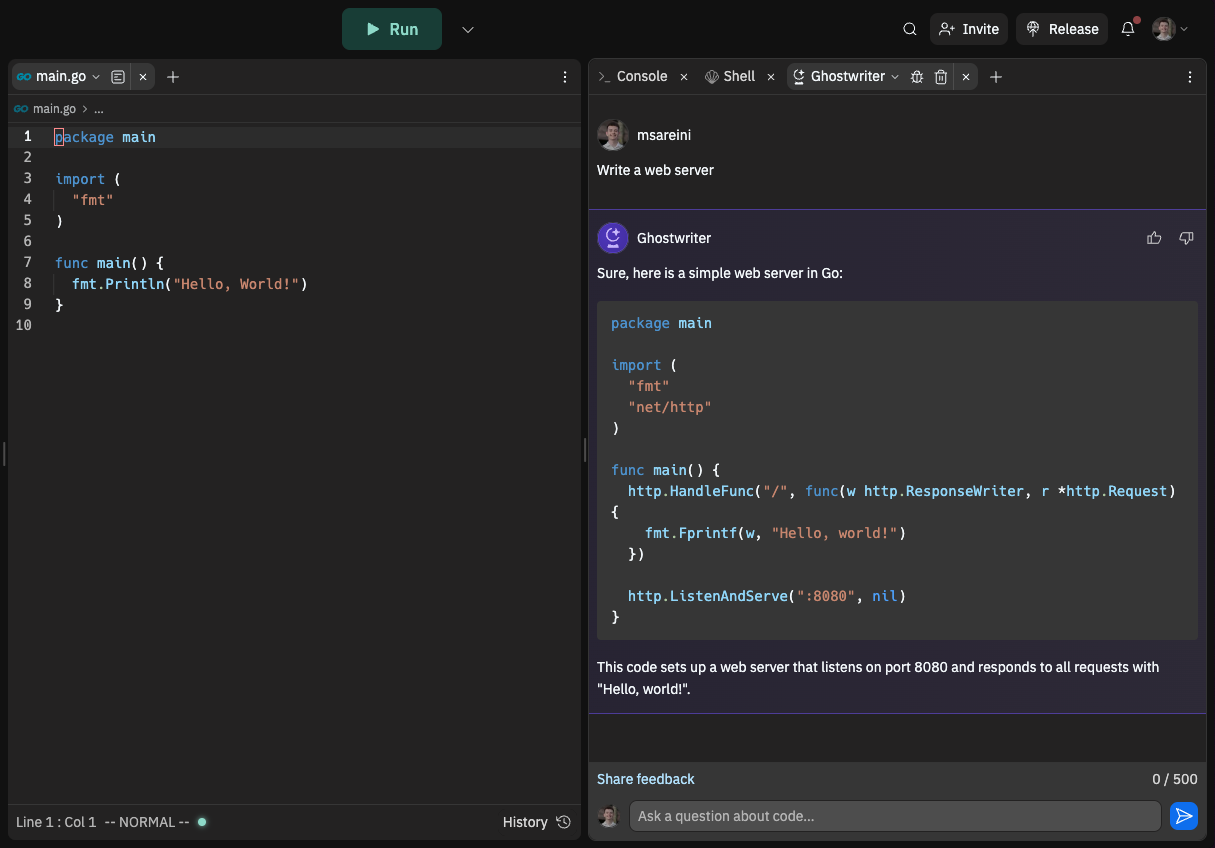 Run
Invite
Release
GO main.go
GO main.go > ...
1 package main
2
3 import (
4 "fmt"
5 )
6
7 func main() {
8 fmt.Println("Hello, World!")
9 }
10
Line 1 : Col 1 -- NORMAL --
History
>_ Console
Shell
Ghostwriter
msareini
Write a web server
Ghostwriter
Sure, here is a simple web server in Go:
package main
import (
"fmt"
"net/http"
)
func main() {
http.HandleFunc("/", func(w http.ResponseWriter, r *http.Request)
{
fmt.Fprintf(w, "Hello, world!")
})
http.ListenAndServe(":8080", nil)
}
This code sets up a web server that listens on port 8080 and responds to all requests with
"Hello, world!".
Share feedback
0 / 500
Ask a question about code...